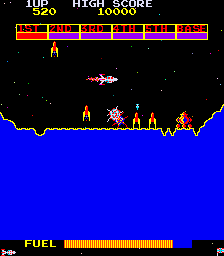 1UP HIGH SCORE
520 10000
1ST 2ND 3RD 4TH 5TH BASE
FUEL